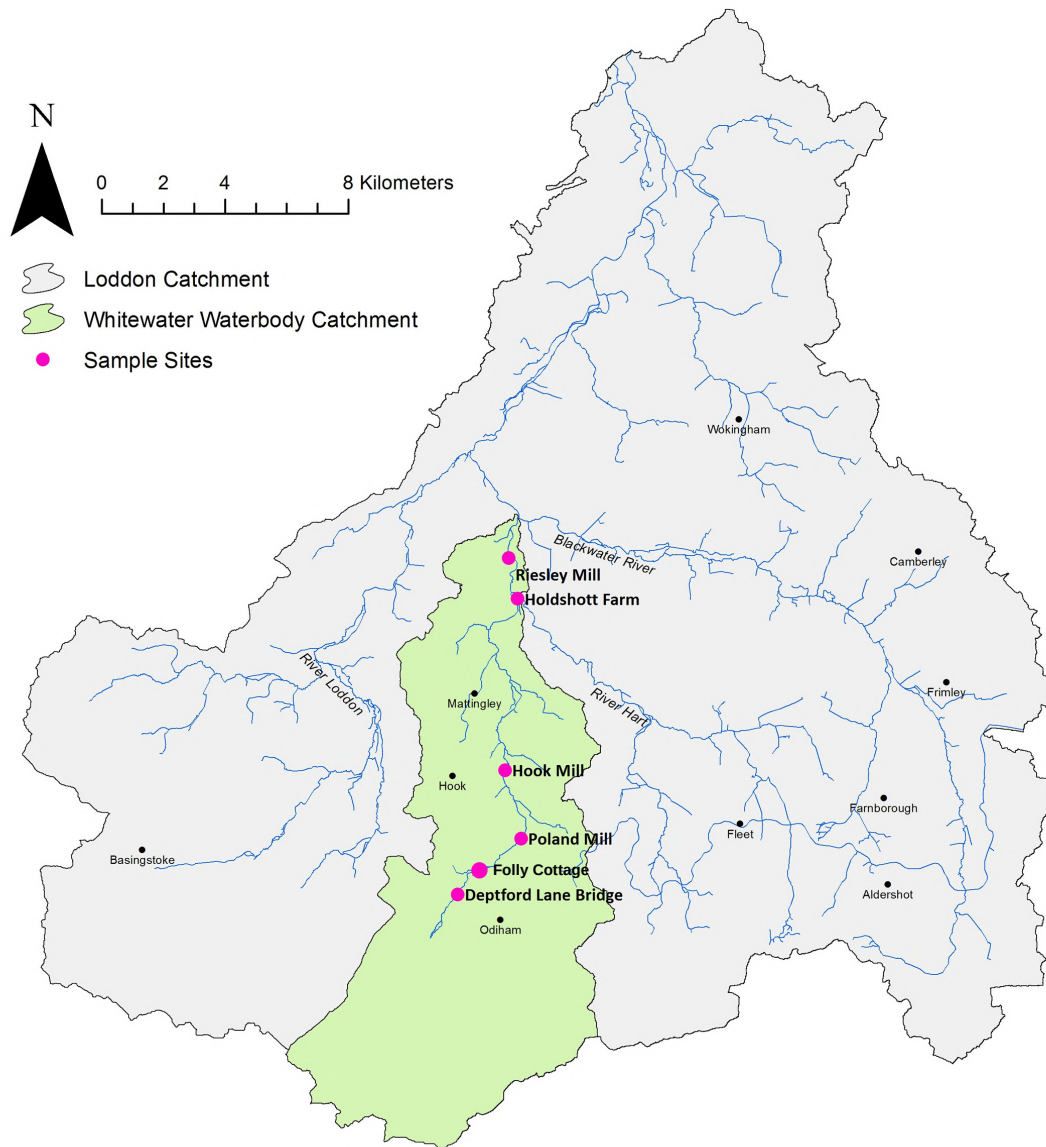 N
0 2 4 8 Kilometers
Loddon Catchment
Whitewater Waterbody Catchment
Sample Sites
Wokingham
Blackwater River
Camberley
Riesley Mill
Holdshott Farm
River Loddon
Mattingley
River Hart
Frimley
Hook Mill
Hook
Farnborough
Fleet
Poland Mill
Basingstoke
Folly Cottage
Aldershot
Deptford Lane Bridge
Odiham